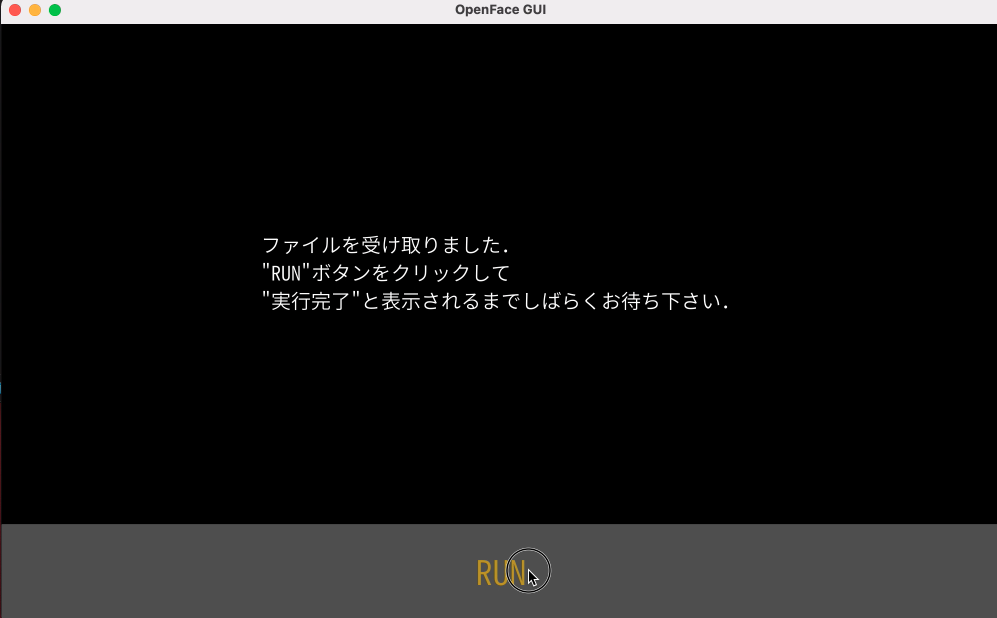 OpenFace GUI
ファイルを受け取りました．
"RUN"ボタンをクリックして
"実行完了"と表示されるまでしばらくお待ち下さい．
RUN